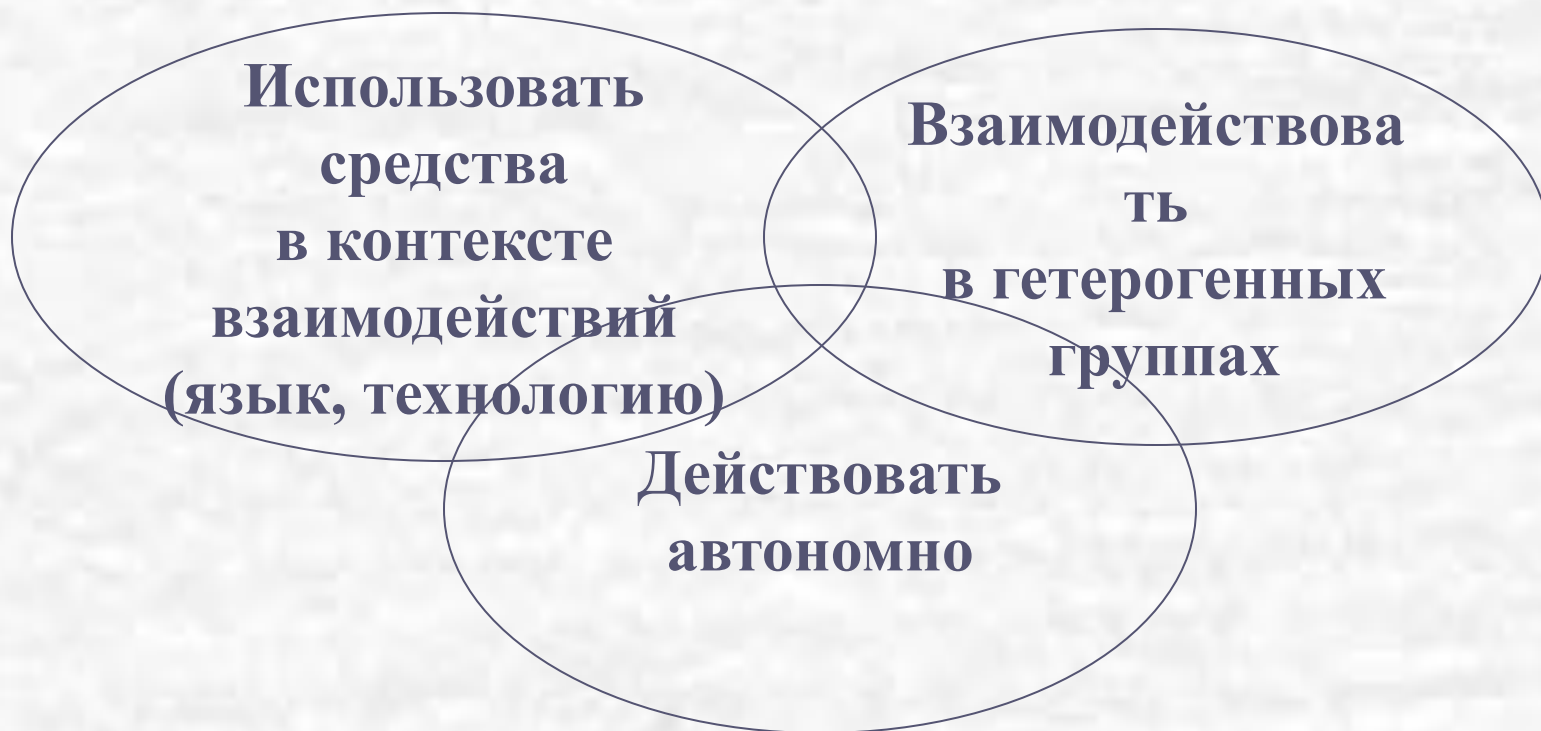 Использовать
средства
в контексте
взаимодействий
(язык, технологию)
Взаимодействова
ть
в гетерогенных
группах
Действовать
автономно